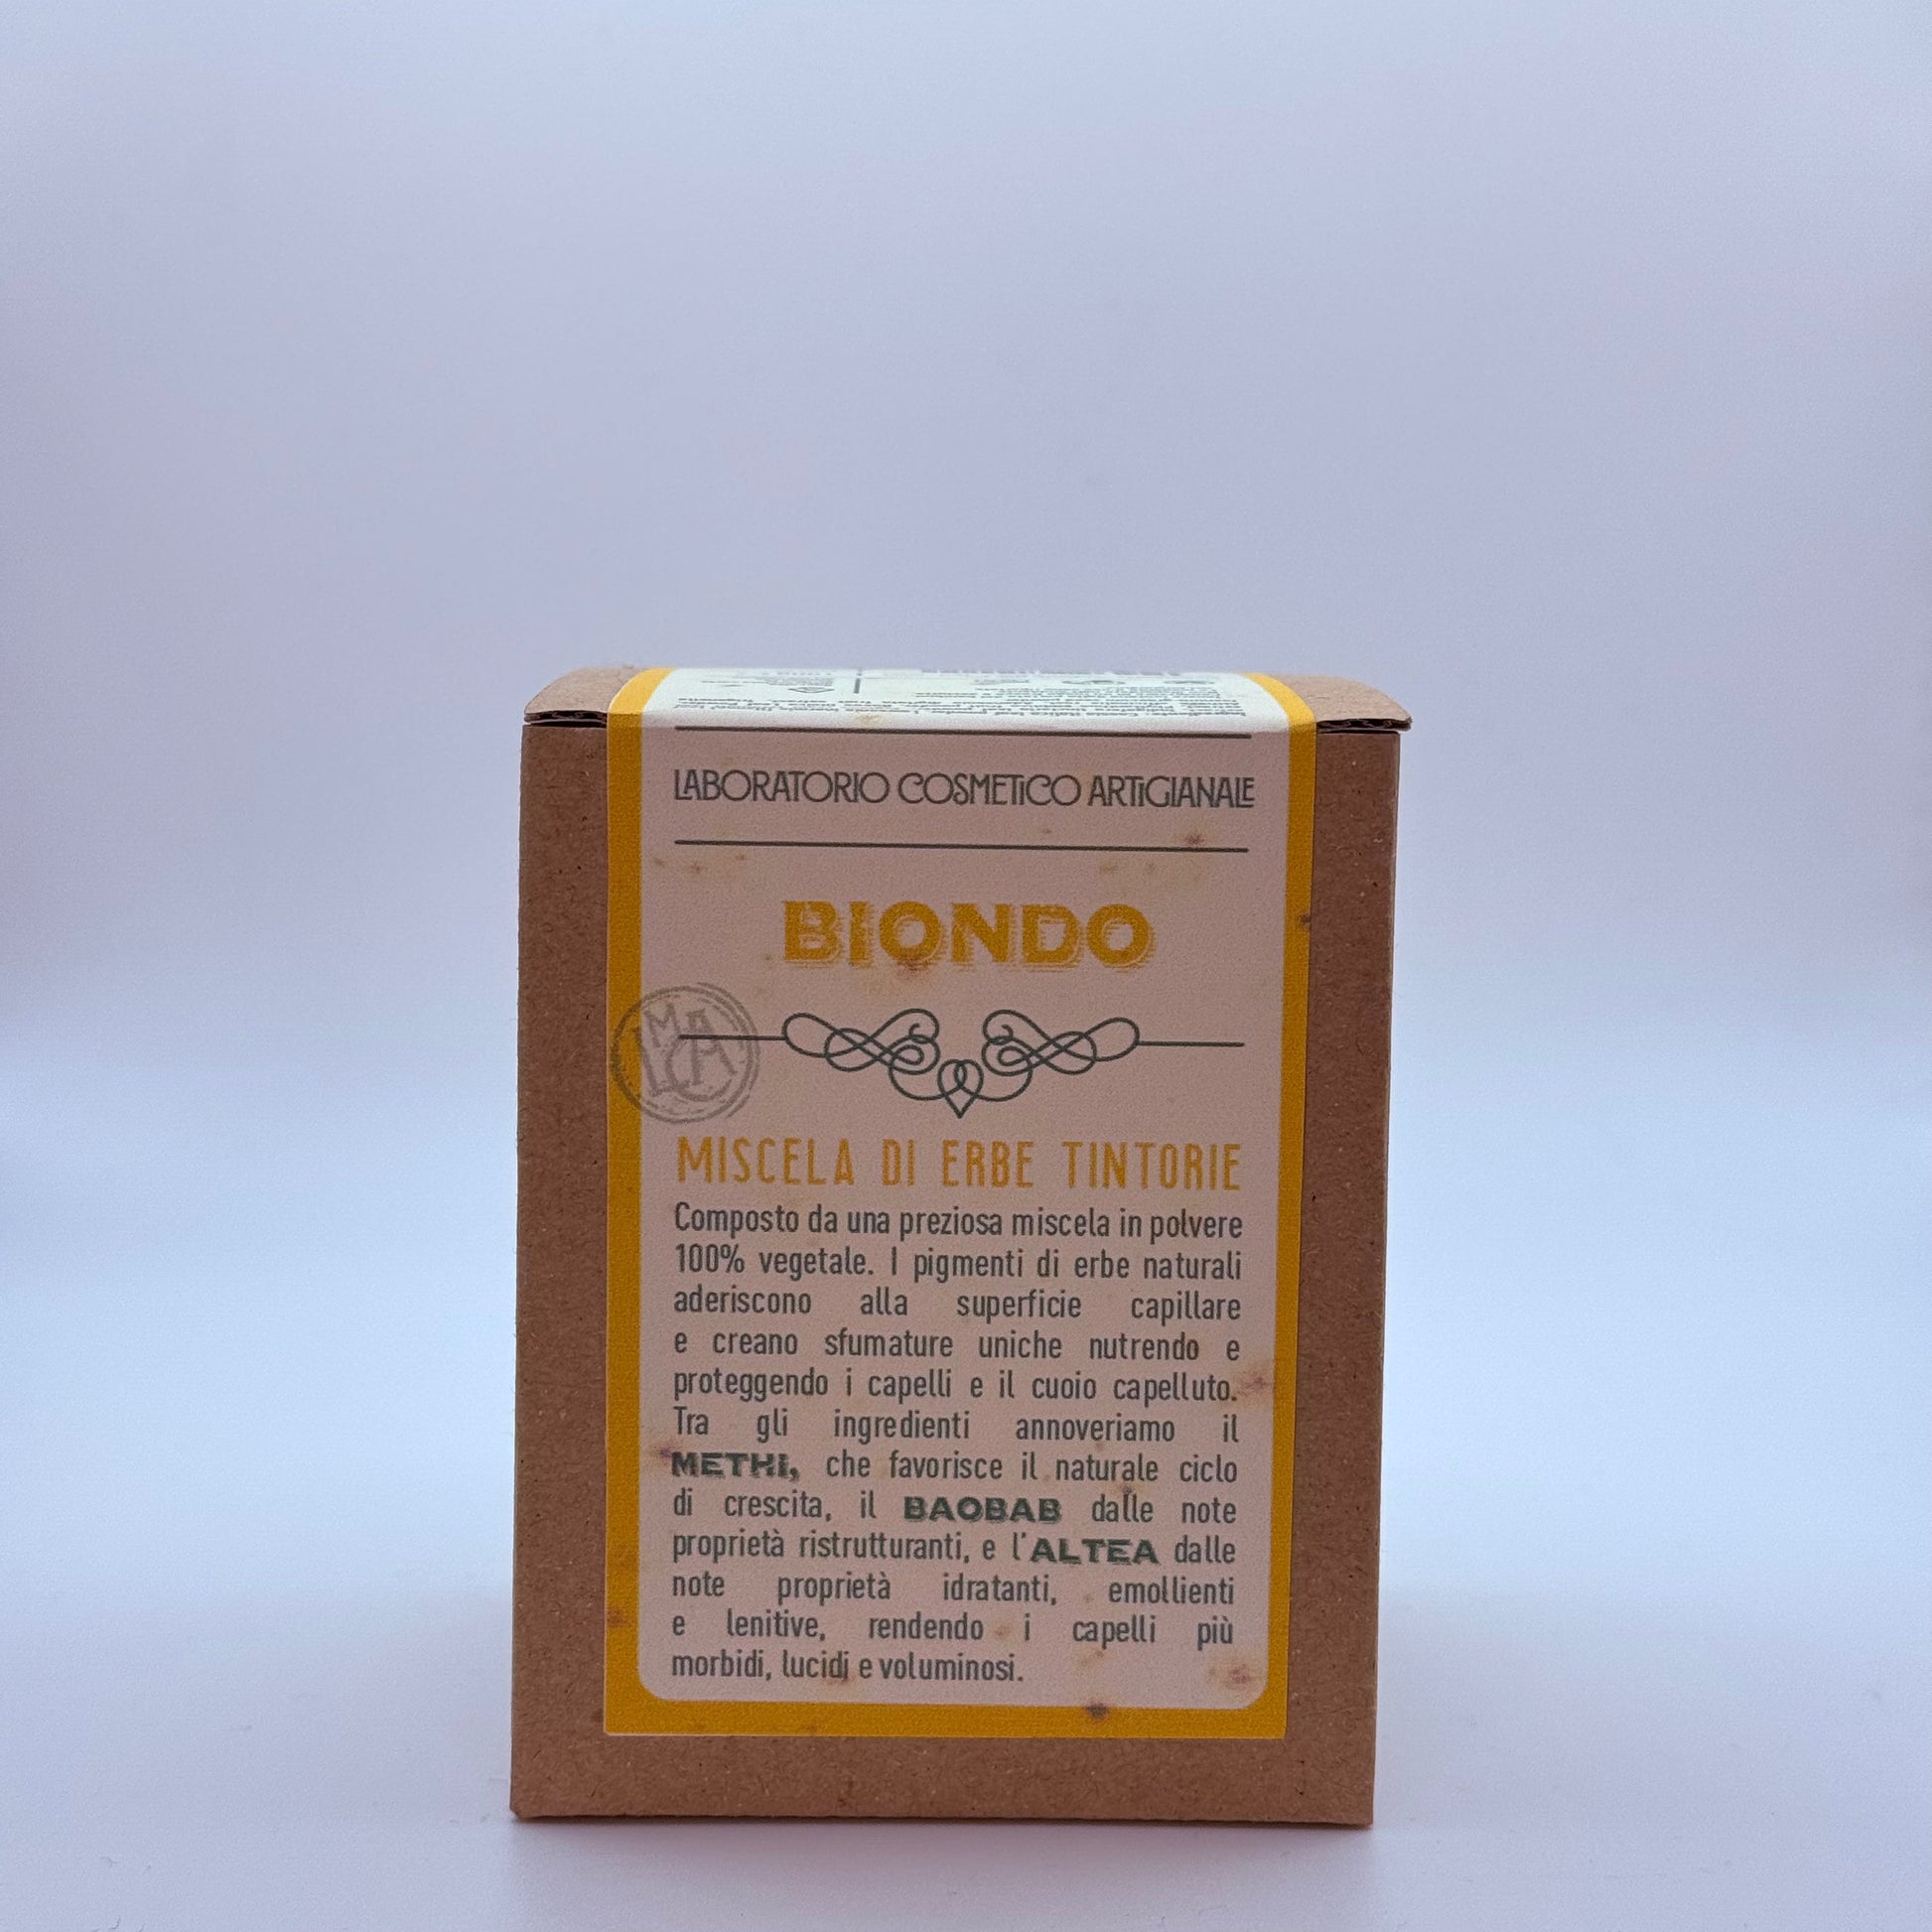 LABORATORIO COSMETICO ARTIGIANALE
BIONDO
LMACA
MISCELA DI ERBE TINTORIE
Composto da una preziosa miscela in polvere
100% vegetale. I pigmenti di erbe naturali
aderiscono alla superficie capillare
e creano sfumature uniche nutrendo e
proteggendo i capelli e il cuoio capelluto.
Tra gli ingredienti annoveriamo il
METHI, che favorisce il naturale ciclo
di crescita, il BAOBAB dalle note
proprietà ristrutturanti, e l'ALTEA dalle
note proprietà idratanti, emollienti
e lenitive, rendendo i capelli più
morbidi, lucidi e voluminosi.